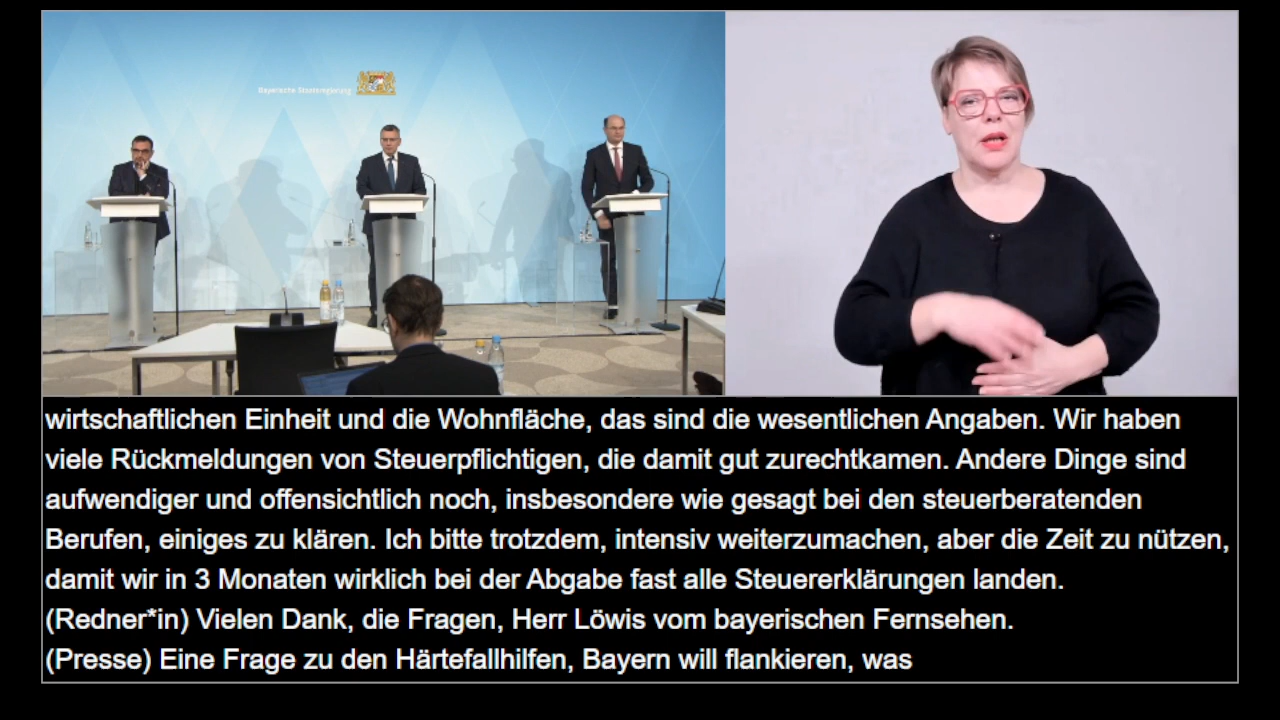 Bayerische Staatsregierung
wirtschaftlichen Einheit und die Wohnfläche, das sind die wesentlichen Angaben. Wir haben
viele Rückmeldungen von Steuerpflichtigen, die damit gut zurechtkamen. Andere Dinge sind
aufwendiger und offensichtlich noch, insbesondere wie gesagt bei den steuerberatenden
Berufen, einiges zu klären. Ich bitte trotzdem, intensiv weiterzumachen, aber die Zeit zu nützen,
damit wir in 3 Monaten wirklich bei der Abgabe fast alle Steuererklärungen landen.
(Redner*in) Vielen Dank, die Fragen, Herr Löwis vom bayerischen Fernsehen.
(Presse) Eine Frage zu den Härtefallhilfen, Bayern will flankieren, was